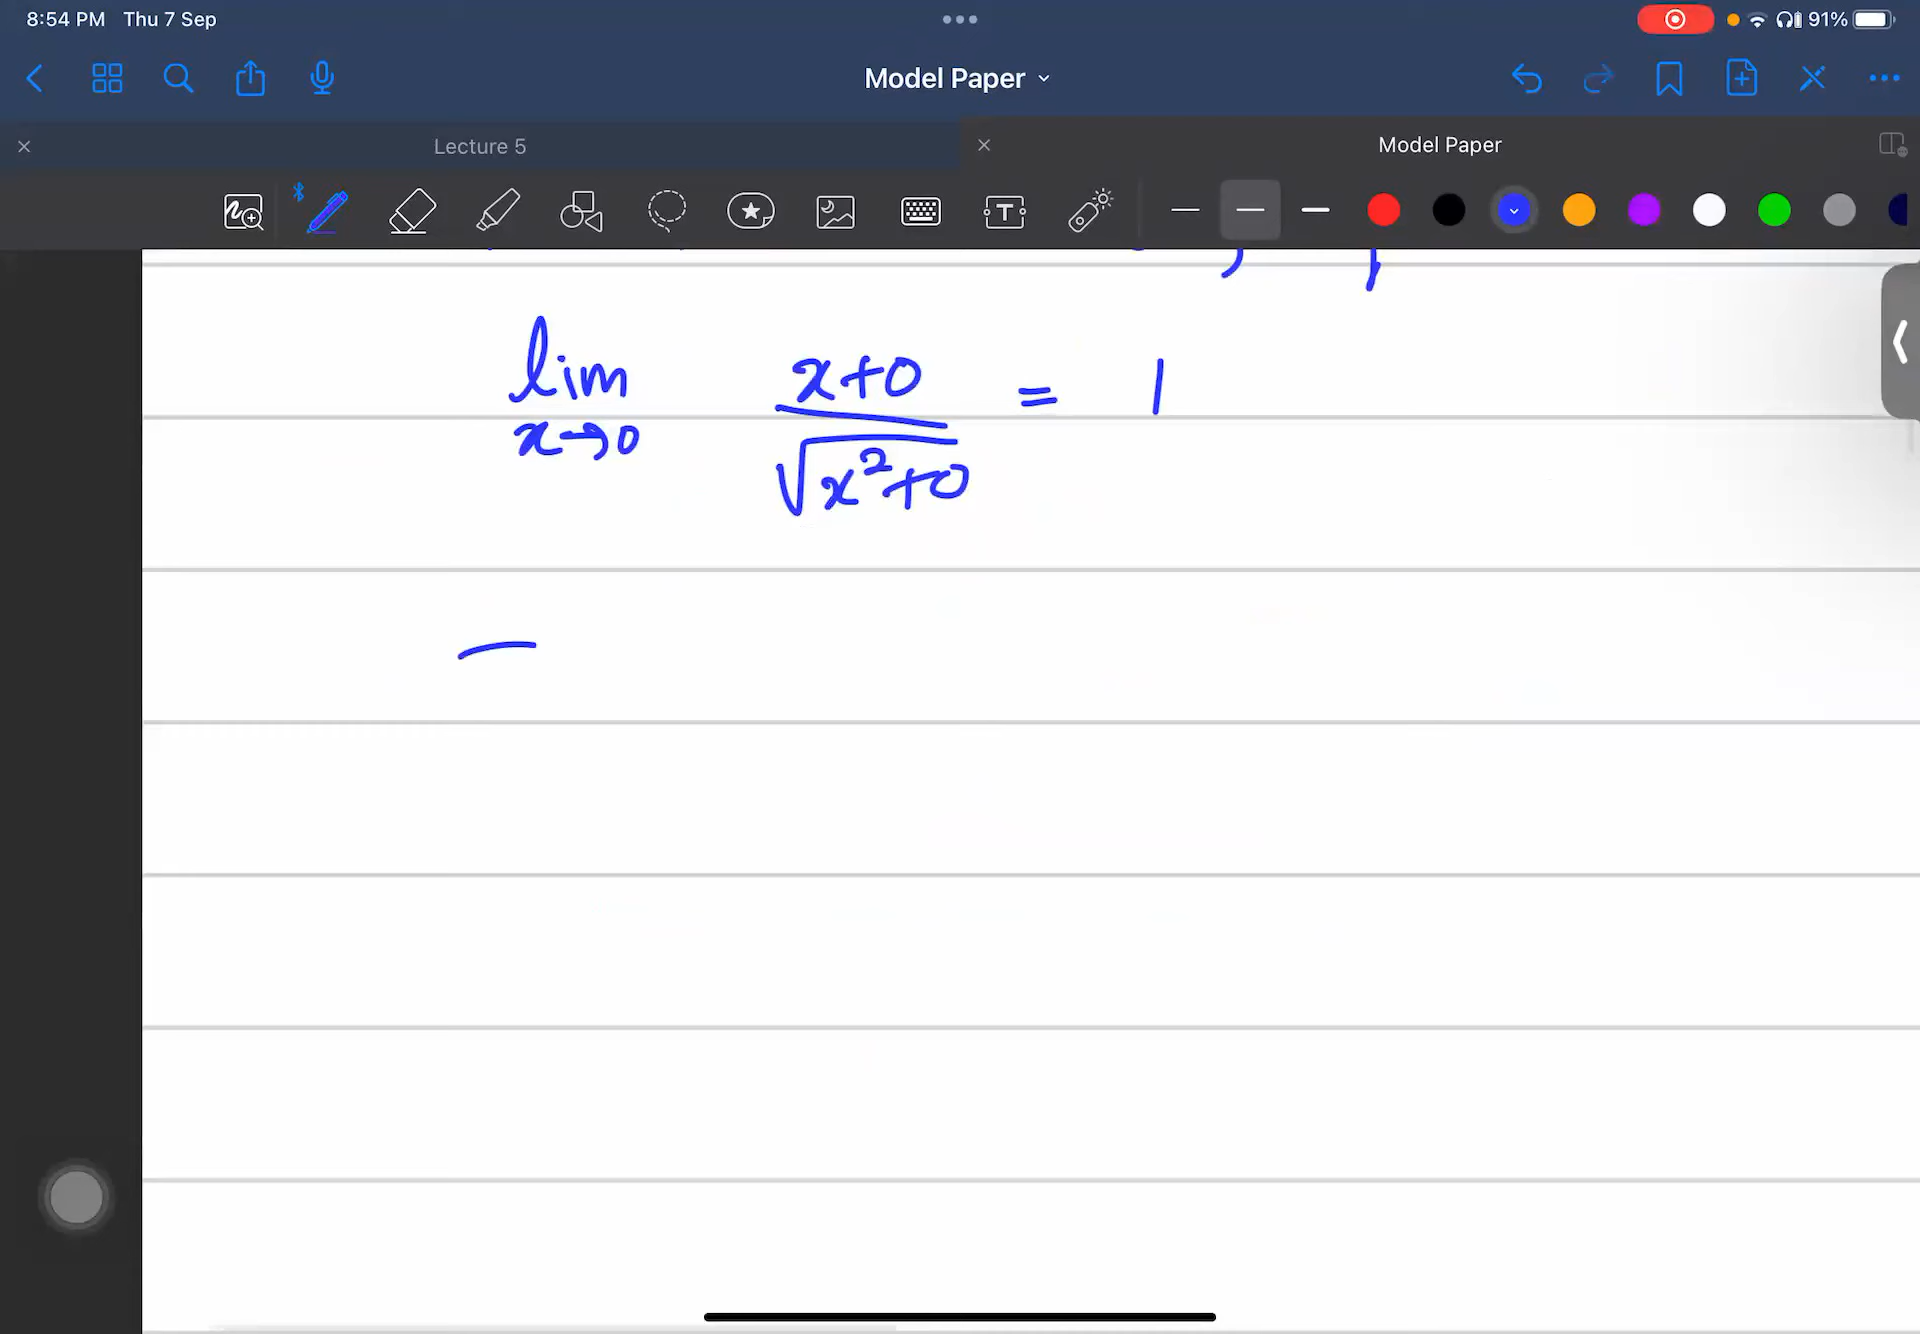 8:54 PM Thu 7 Sep 91%
Model Paper
Lecture 5
Model Paper
T
lim x→0 x+0 / √x²+0 = 1